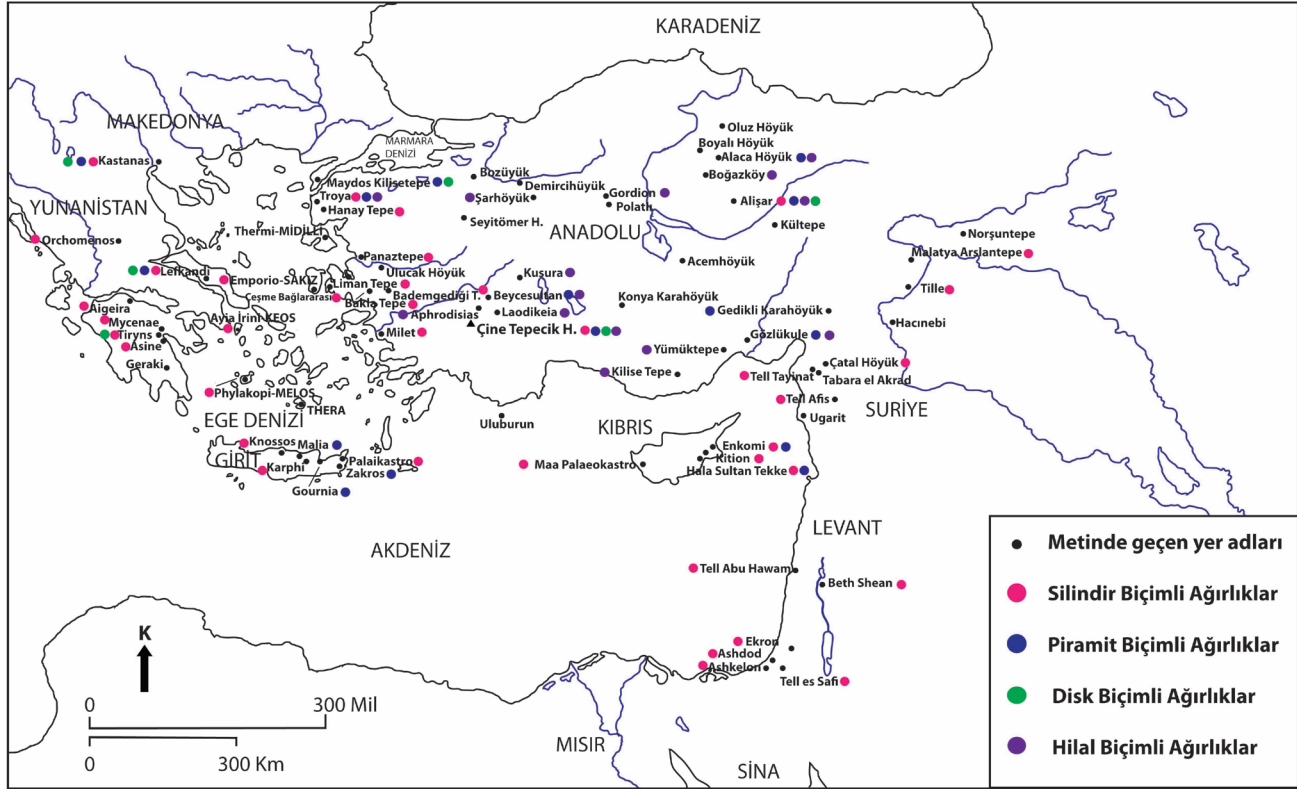 KARADENİZ
MAKEDONYA
MARMARA
DENİZİ
Oluz Höyük
Boyalı Höyük
Alaca Höyük
Boğazköy
Kastanas
Bozüyük
Maydos Kilisetepe
Demircihüyük
Gordion
Troya
Şarhöyük
Polatlı
Alişar
Hanay Tepe
YUNANİSTAN
Seyitömer H.
Kültepe
Thermi-MİDİLLİ
ANADOLU
Norşuntepe
Orchomenos
Malatya Arslantepe
Panaztepe
Acemhöyük
Lefkandi
Ulucak Höyük
Kusura
Emporio-SAKIZ
Liman Tepe
Tille
Çeşme Bağlararası
Bademgediği T.
Beycesultan
Konya Karahöyük
Bakla Tepe
Aigeira
Aphrodisias
Laodikeia
Gedikli Karahöyük
Ayia Irini KEOS
Mycenae
Hacınebi
Tiryns
Milet
Çine Tepecik H.
Gözlükule
Asine
Yümüktepe
Geraki
Çatal Höyük
Kilise Tepe
Tell Tayinat
Tabara el Akrad
Phylakopi-MELOS
Tell Afis
THERA
SURİYE
EGE DENİZİ
Uluburun
KIBRIS
Ugarit
Knossos
Malia
Enkomi
GİRİT
Palaikastro
Kition
Karphi
Maa Palaeokastro
Hala Sultan Tekke
Zakros
Gournia
LEVANT
AKDENİZ
Tell Abu Hawam
Beth Shean
Ekron
Ashdod
Ashkelon
Tell es Safi
MISIR
SİNA
K
0
300 Mil
0
300 Km
Metinde geçen yer adları
Silindir Biçimli Ağırlıklar
Piramit Biçimli Ağırlıklar
Disk Biçimli Ağırlıklar
Hilal Biçimli Ağırlıklar